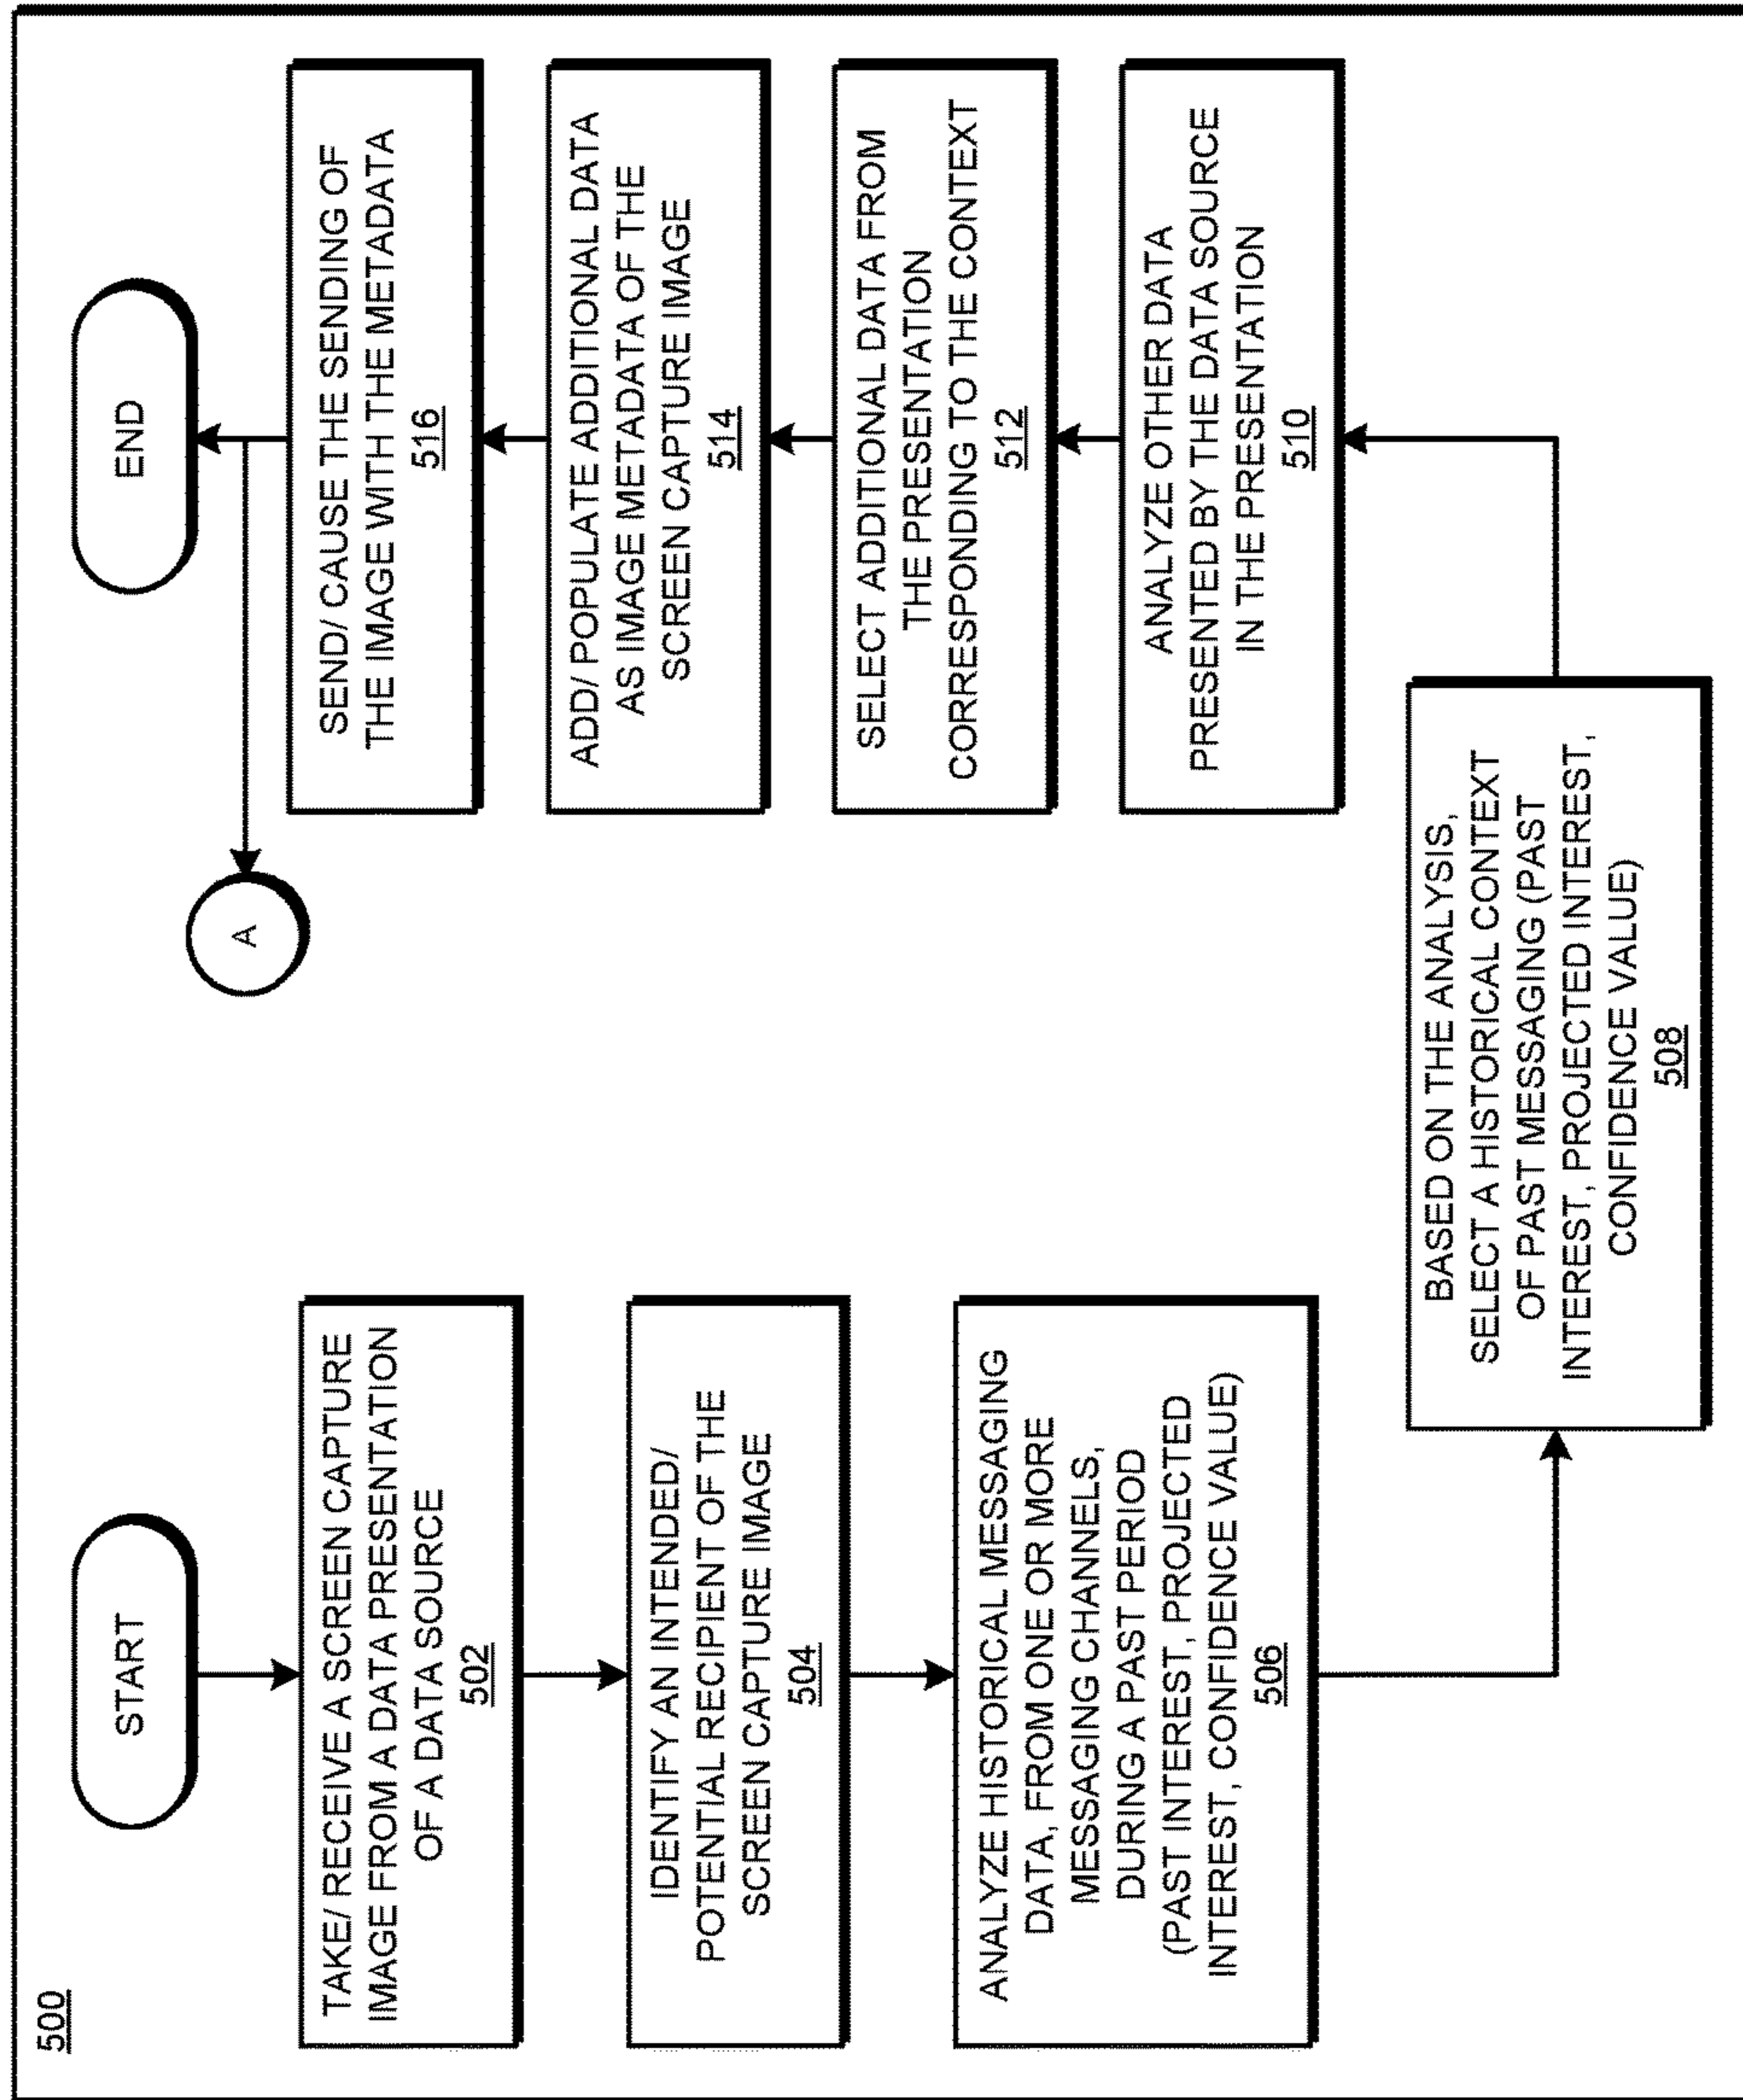 500
START
TAKE/ RECEIVE A SCREEN CAPTURE
IMAGE FROM A DATA PRESENTATION
OF A DATA SOURCE
502
IDENTIFY AN INTENDED/
POTENTIAL RECIPIENT OF THE
SCREEN CAPTURE IMAGE
504
ANALYZE HISTORICAL MESSAGING
DATA, FROM ONE OR MORE
MESSAGING CHANNELS,
DURING A PAST PERIOD
(PAST INTEREST, PROJECTED
INTEREST, CONFIDENCE VALUE)
506
BASED ON THE ANALYSIS,
SELECT A HISTORICAL CONTEXT
OF PAST MESSAGING (PAST
INTEREST, PROJECTED INTEREST,
CONFIDENCE VALUE)
508
ANALYZE OTHER DATA
PRESENTED BY THE DATA SOURCE
IN THE PRESENTATION
510
SELECT ADDITIONAL DATA FROM
THE PRESENTATION
CORRESPONDING TO THE CONTEXT
512
ADD/ POPULATE ADDITIONAL DATA
AS IMAGE METADATA OF THE
SCREEN CAPTURE IMAGE
514
SEND/ CAUSE THE SENDING OF
THE IMAGE WITH THE METADATA
516
A
END